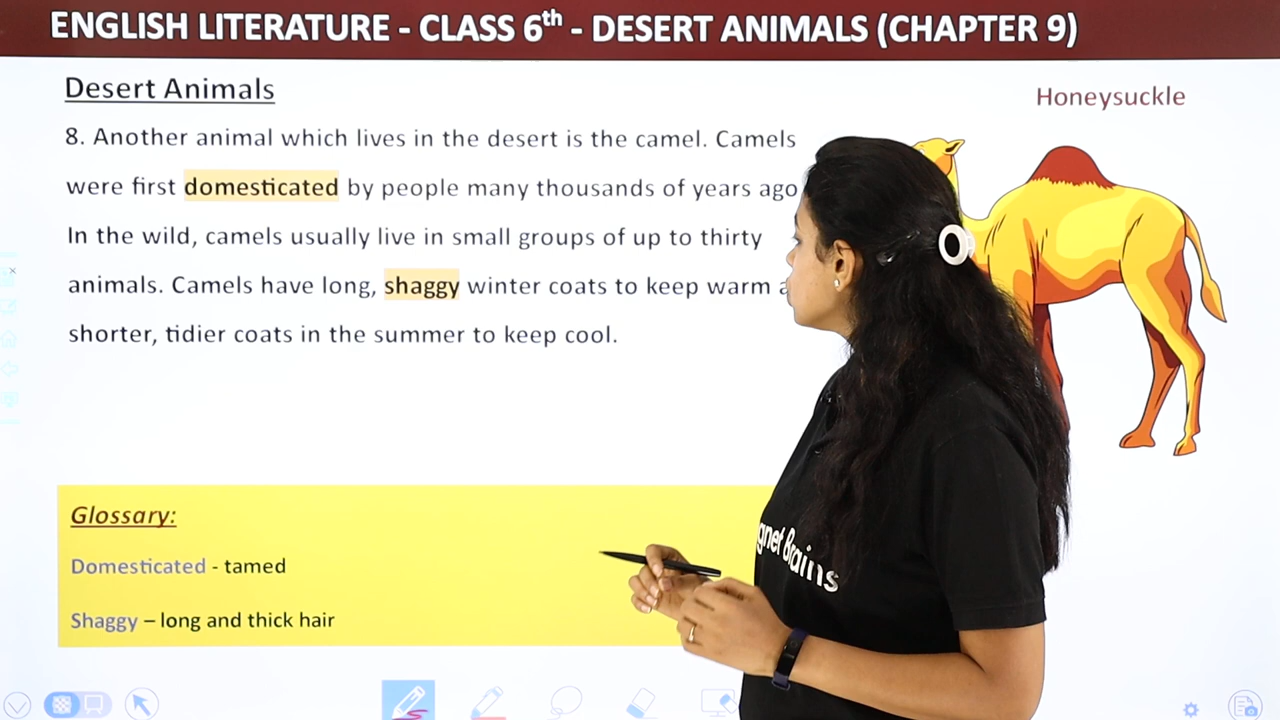 ENGLISH LITERATURE - CLASS 6th - DESERT ANIMALS (CHAPTER 9)
Desert Animals
Honeysuckle
8. Another animal which lives in the desert is the camel. Camels
were first domesticated by people many thousands of years ago
In the wild, camels usually live in small groups of up to thirty
animals. Camels have long, shaggy winter coats to keep warm
shorter, tidier coats in the summer to keep cool.
Glossary:
Domesticated - tamed
Shaggy – long and thick hair
Brains